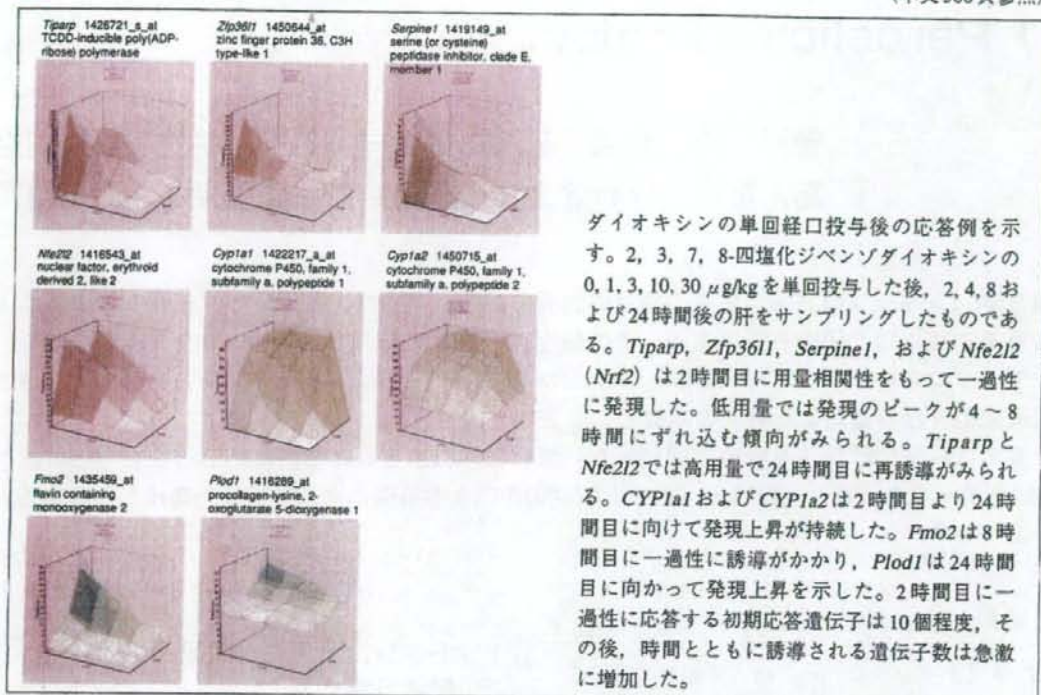 Tiparp 1426721_s_at
TCDD-inducible poly(ADP-
ribose) polymerase
Zfp36l1 1450644_at
zinc finger protein 36, C3H
type-like 1
Serpine1 1419149_at
serine (or cysteine)
peptidase inhibitor, clade E,
member 1
Nfe2l2 1416543_at
nuclear factor, erythroid
derived 2, like 2
Cyp1a1 1422217_a_at
cytochrome P450, family 1,
subfamily a, polypeptide 1
Cyp1a2 1450715_at
cytochrome P450, family 1,
subfamily a, polypeptide 2
Fmo2 1435459_at
flavin containing
monooxygenase 2
Plod1 1416289_at
procollagen-lysine, 2-
oxoglutarate 5-dioxygenase 1
ダイオキシンの単回経口投与後の応答例を示
す。2, 3, 7, 8-四塩化ジベンゾダイオキシンの
0, 1, 3, 10, 30 μg/kgを単回投与した後, 2, 4, 8お
よび24時間後の肝をサンプリングしたものであ
る。Tiparp, Zfp36l1, Serpine1, およびNfe2l2
(Nrf2) は2時間目に用量相関性をもって一過性
に発現した。低用量では発現のピークが4～8
時間にずれ込む傾向がみられる。Tiparpと
Nfe2l2では高用量で24時間目に再誘導がみられ
る。CYP1a1およびCYP1a2は2時間目より24時
間目に向けて発現上昇が持続した。Fmo2は8時
間目に一過性に誘導がかかり, Plod1は24時間
目に向かって発現上昇を示した。2時間目に一
過性に応答する初期応答遺伝子は10個程度, そ
の後, 時間とともに誘導される遺伝子数は急激
に増加した。